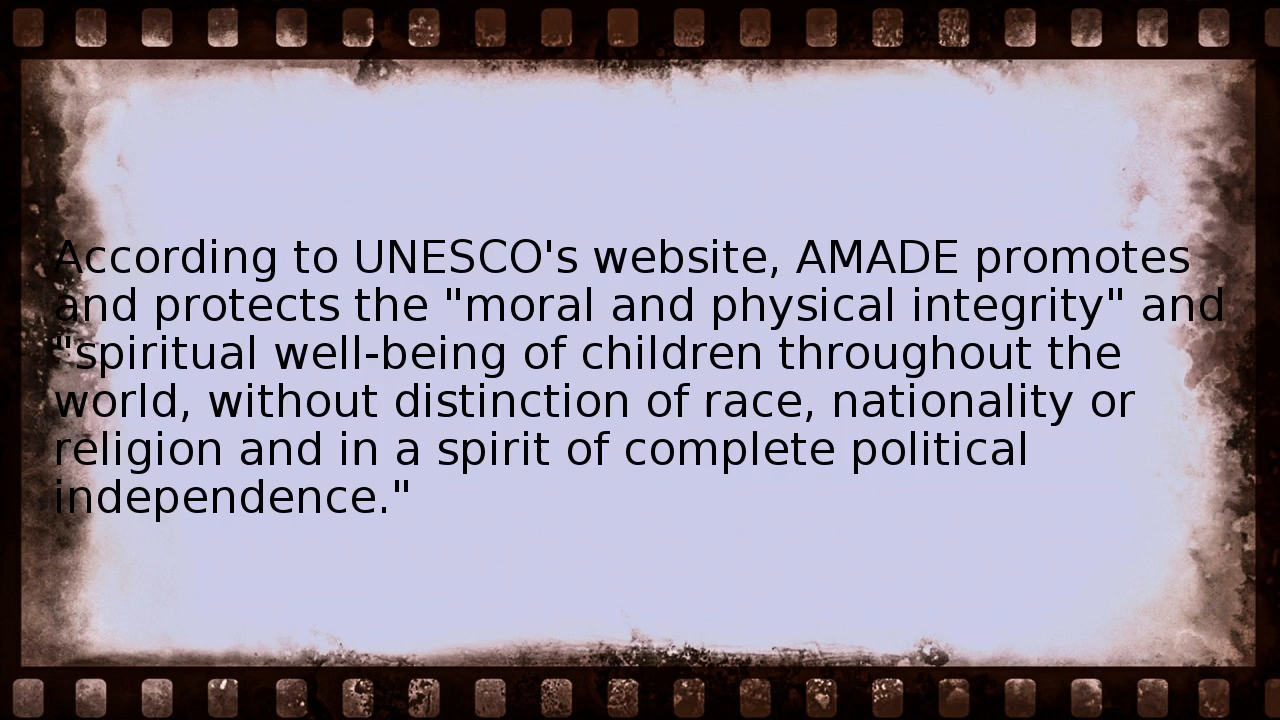 According to UNESCO's website, AMADE promotes
and protects the "moral and physical integrity" and
"spiritual well-being of children throughout the
world, without distinction of race, nationality or
religion and in a spirit of complete political
independence."